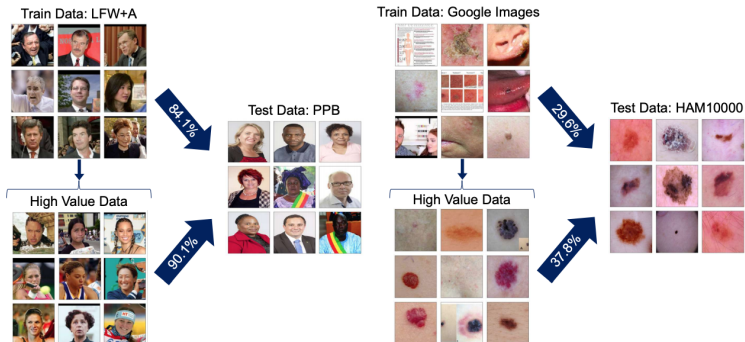 Train Data: LFW+A
84.1%
Test Data: PPB
High Value Data
90.1%
Train Data: Google Images
29.6%
Test Data: HAM10000
High Value Data
37.8%